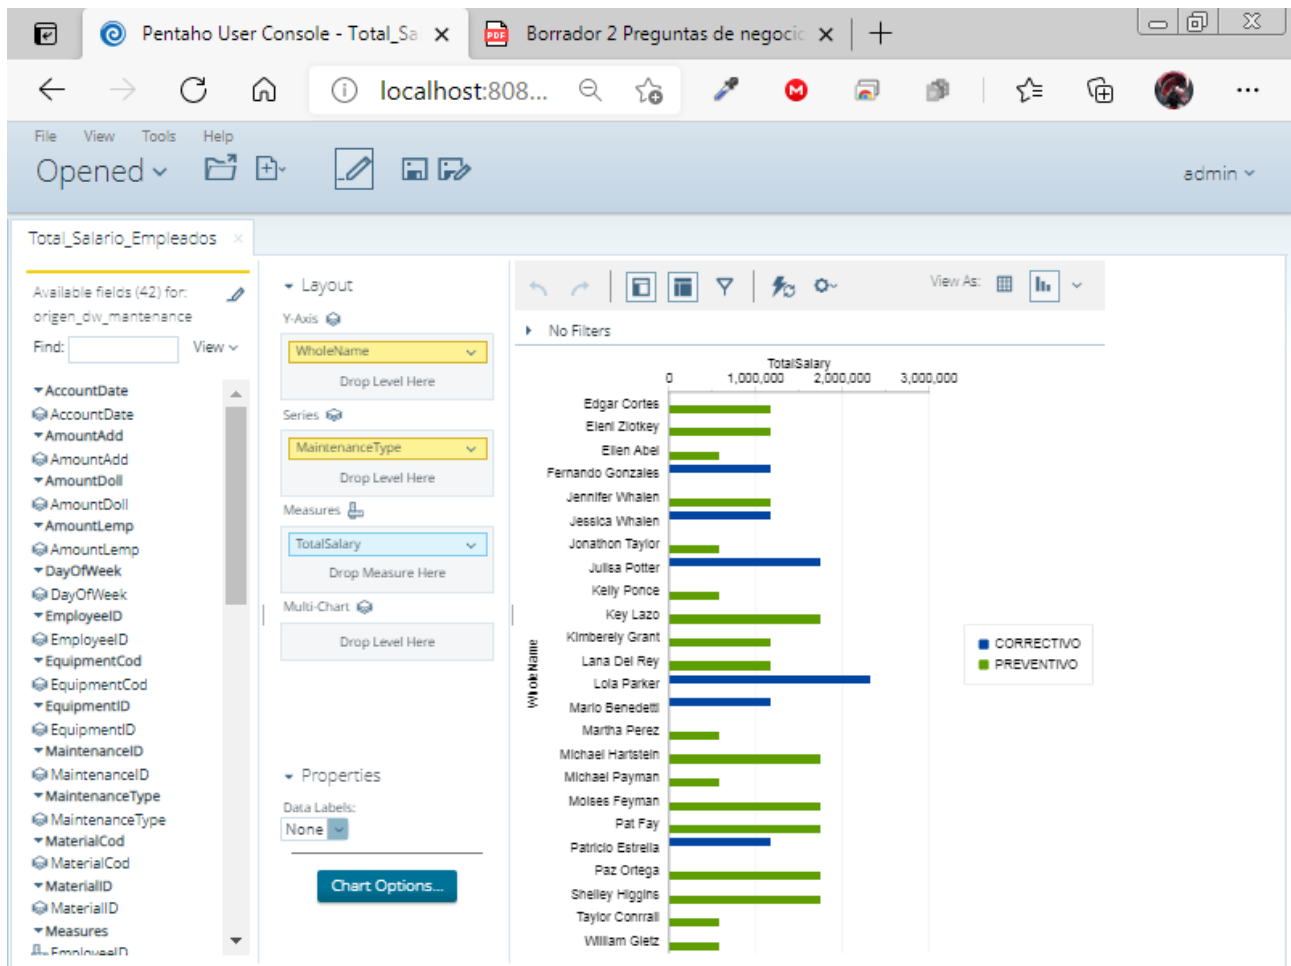 Pentaho User Console - Total_Sa
PDF
Borrador 2 Preguntas de negocio
localhost:808...
File View Tools Help
Opened
admin
Total_Salario_Empleados
Available fields (42) for:
origen_dw_mantenance
Find:
View
AccountDate
AccountDate
AmountAdd
AmountAdd
AmountDoll
AmountDoll
AmountLemp
AmountLemp
DayOfWeek
DayOfWeek
EmployeeID
EmployeeID
EquipmentCod
EquipmentCod
EquipmentID
EquipmentID
MaintenanceID
MaintenanceID
MaintenanceType
MaintenanceType
MaterialCod
MaterialCod
MaterialID
MaterialID
Measures
EmployeeID
Layout
Y-Axis
WholeName
Drop Level Here
Series
MaintenanceType
Drop Level Here
Measures
TotalSalary
Drop Measure Here
Multi-Chart
Drop Level Here
Properties
Data Labels:
None
Chart Options...
View As:
No Filters
TotalSalary
0 1,000,000 2,000,000 3,000,000
WholeName
Edgar Cortes
Eleni Zlotkey
Ellen Abel
Fernando Gonzales
Jennifer Whalen
Jessica Whalen
Jonathon Taylor
Julisa Potter
Kelly Ponce
Key Lazo
Kimberely Grant
Lana Del Rey
Lola Parker
Mario Benedetti
Martha Perez
Michael Hartstein
Michael Payman
Moises Feyman
Pat Fay
Patricio Estrella
Paz Ortega
Shelley Higgins
Taylor Conrrail
William Gietz
CORRECTIVO
PREVENTIVO